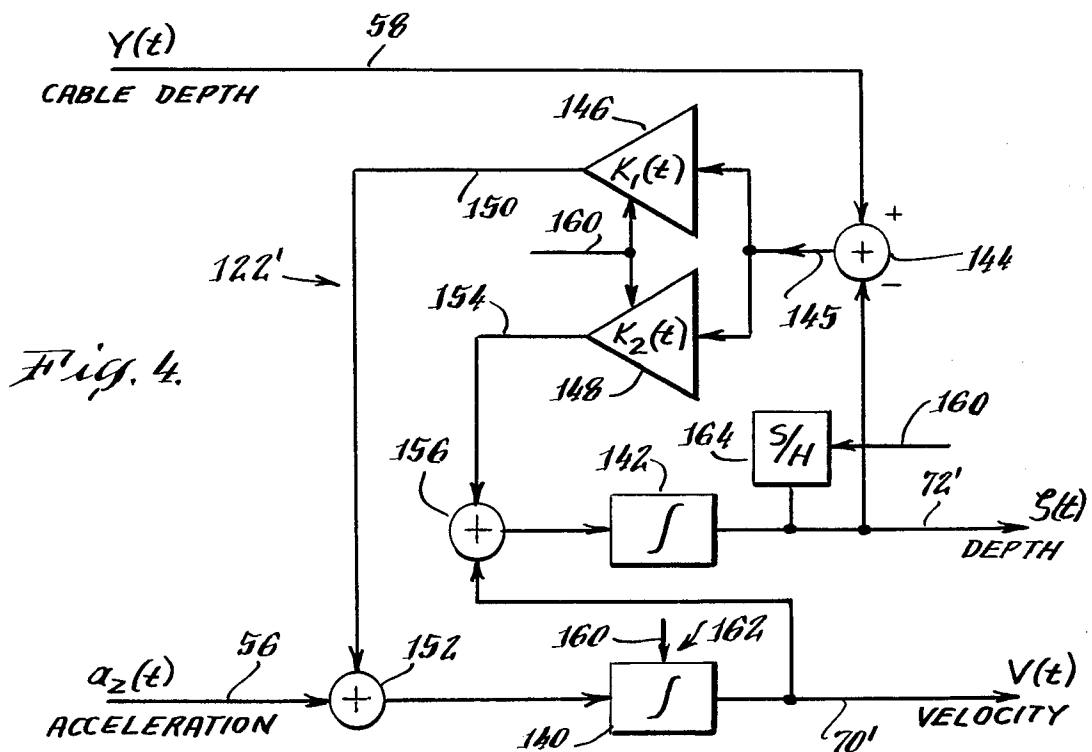 Y(t)
58
CABLE DEPTH
146
K₁(t)
150
160
+
+
144
−
145
122'
154
K₂(t)
148
Fig. 4.
160
164
S/H
156
142
+
∫
72'
ζ(t)
DEPTH
160
162
56
152
a₂(t)
+
∫
V(t)
ACCELERATION
140
70'
VELOCITY